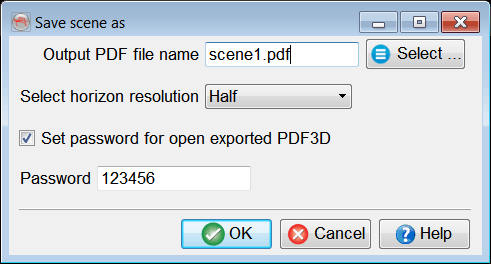 Save scene as
Output PDF file name scene1.pdf Select ...
Select horizon resolution Half
Set password for open exported PDF3D
Password 123456
OK Cancel Help